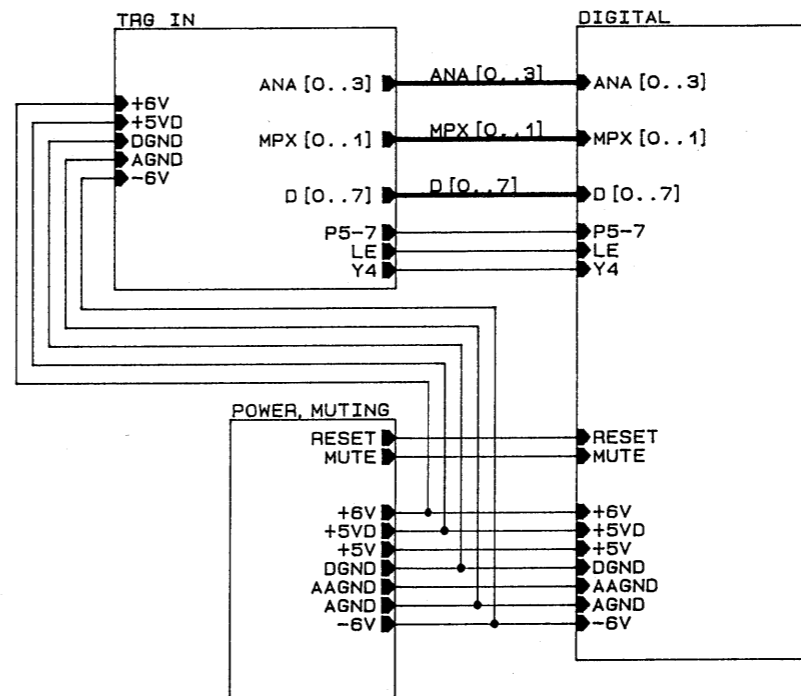 TRG IN
DIGITAL
ANA[0..3] ANA[0..3] ANA[0..3]
+6V
+5VD
DGND MPX[0..1] MPX[0..1] MPX[0..1]
AGND
-6V
D[0..7] D[0..7] D[0..7]
P5-7 P5-7
LE LE
Y4 Y4
POWER, MUTING
RESET RESET
MUTE MUTE
+6V +6V
+5VD +5VD
+5V +5V
DGND DGND
AAGND AAGND
AGND AGND
-6V -6V